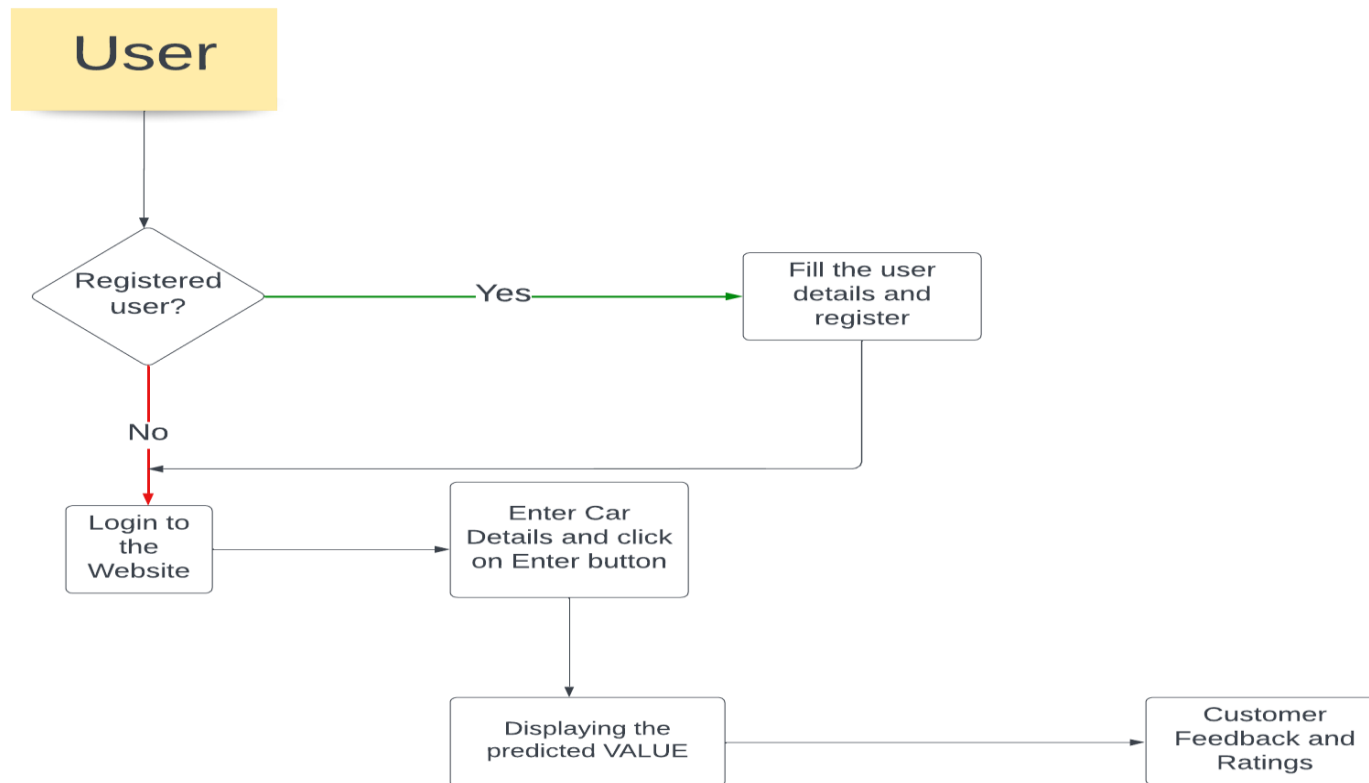 User
Registered
user?
Yes
Fill the user
details and
register
No
Login to
the
Website
Enter Car
Details and click
on Enter button
Displaying the
predicted VALUE
Customer
Feedback and
Ratings